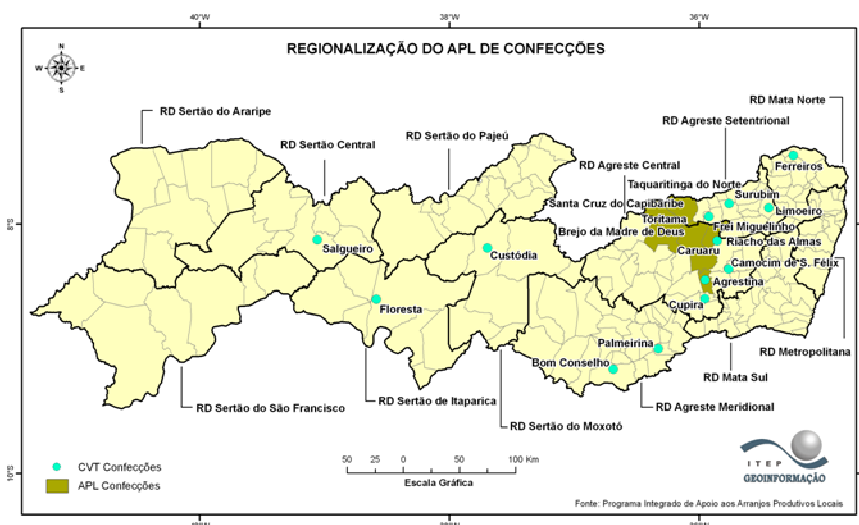 40°W 38°W 36°W
REGIONALIZAÇÃO DO APL DE CONFECÇÕES
N
W E
S
RD Mata Norte
RD Sertão do Araripe
RD Agreste Setentrional
RD Sertão do Pajeú
RD Sertão Central
RD Agreste Central
Ferreiros
Taquaritinga do Norte
Surubim
Santa Cruz do Capibaribe
Limoeiro
Toritama
8°S
Frei Miguelinho
Brejo da Madre de Deus
Riacho das Almas
Salgueiro
Caruaru
Custódia
Camocim de S. Félix
Agrestina
Cupira
Floresta
Palmeirina
RD Metropolitana
Bom Conselho
RD Mata Sul
RD Sertão de Itaparica
RD Sertão do São Francisco
RD Agreste Meridional
RD Sertão do Moxotó
CVT Confecções
APL Confecções
50 25 0 50 100 Km
Escala Gráfica
ITEP
GEOINFORMAÇÃO
10°S
Fonte: Programa Integrado de Apoio aos Arranjos Produtivos Locais